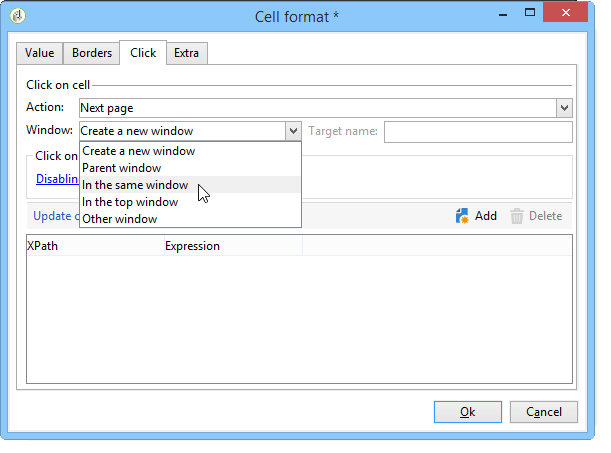 Cell format *
Value Borders Click Extra
Click on cell
Action: Next page
Window: Create a new window Target name:
Create a new window
Click on
Parent window
Disablin
In the same window
In the top window
Update c
Add Delete
Other window
XPath Expression
Ok Cancel